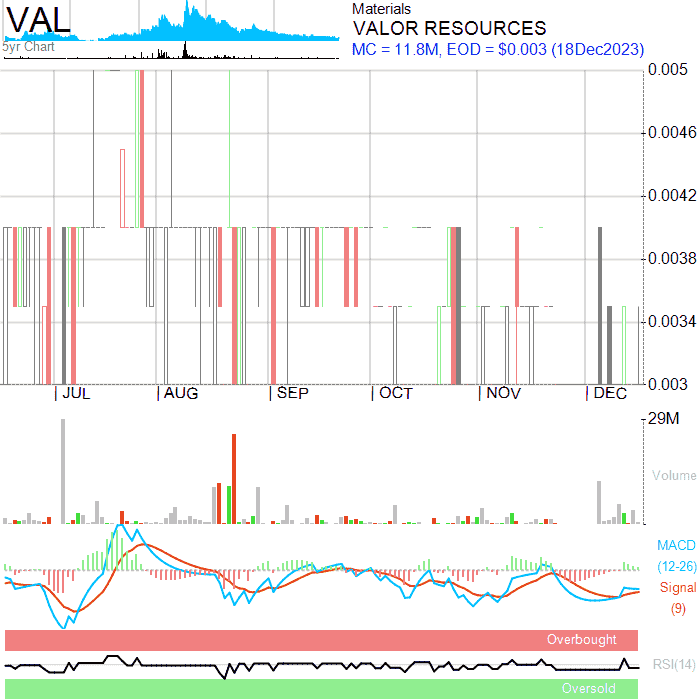 VAL
5yr Chart
Materials
VALOR RESOURCES
MC = 11.8M, EOD = $0.003 (18Dec2023)
0.005
0.0046
0.0042
0.0038
0.0034
0.003
JUL AUG SEP OCT NOV DEC
29M
Volume
MACD
(12-26)
Signal
(9)
Overbought
RSI(14)
Oversold